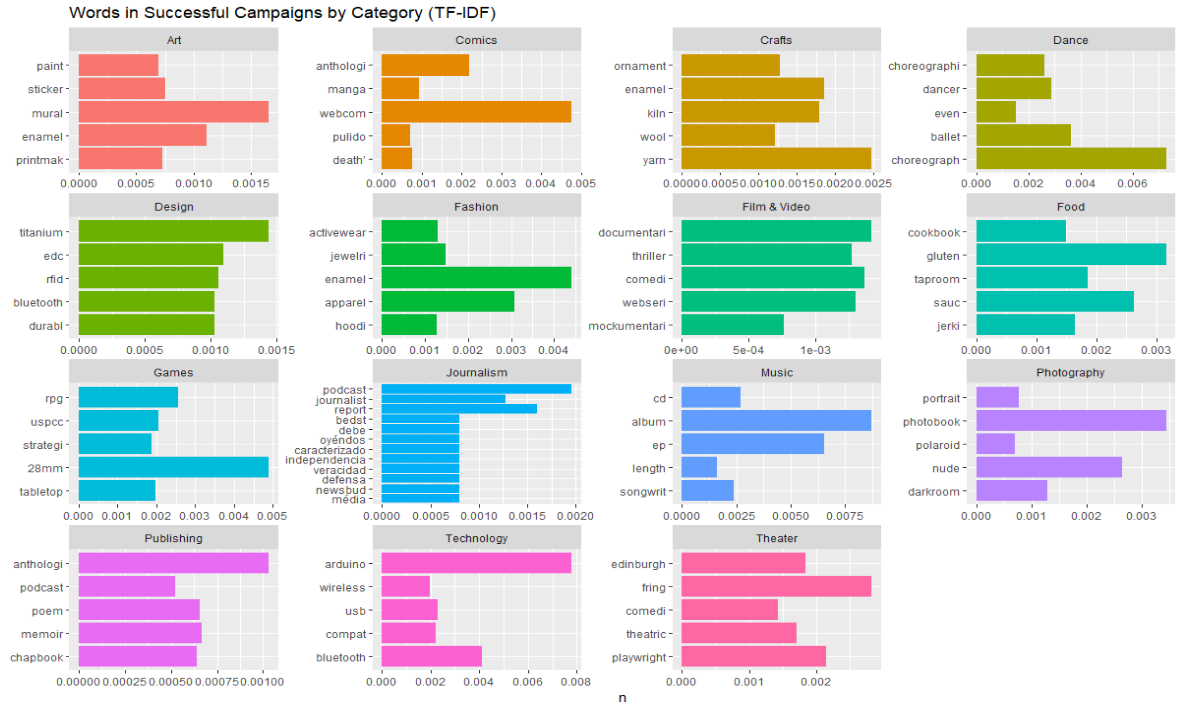 Words in Successful Campaigns by Category (TF-IDF)
Art
paint
sticker
mural
enamel
printmak
0.0000 0.0005 0.0010 0.0015
Comics
anthologi
manga
webcom
pulido
death'
0.000 0.001 0.002 0.003 0.004 0.005
Crafts
ornament
enamel
kiln
wool
yarn
0.0000 0.0005 0.0010 0.0015 0.0020 0.0025
Dance
choreographi
dancer
even
ballet
choreograph
0.000 0.002 0.004 0.006
Design
titanium
edc
rfid
bluetooth
durabl
0.0000 0.0005 0.0010 0.0015
Fashion
activewear
jewelri
enamel
apparel
hoodi
0.000 0.001 0.002 0.003 0.004
Film & Video
documentari
thriller
comedi
webseri
mockumentari
0e+00 5e-04 1e-03
Food
cookbook
gluten
taproom
sauc
jerki
0.000 0.001 0.002 0.003
Games
rpg
uspcc
strategi
28mm
tabletop
0.000 0.001 0.002 0.003 0.004 0.005
Journalism
podcast
journalist
report
bedst
debe
oyéndos
caracterizado
independencia
veracidad
defensa
newsbud
média
0.0000 0.0005 0.0010 0.0015 0.0020
Music
cd
album
ep
length
songwrit
0.000 0.0025 0.0050 0.0075
Photography
portrait
photobook
polaroid
nude
darkroom
0.000 0.001 0.002 0.003
Publishing
anthologi
podcast
poem
memoir
chapbook
0.00000 0.00025 0.00050 0.00075 0.00100
Technology
arduino
wireless
usb
compat
bluetooth
0.000 0.002 0.004 0.006 0.008
Theater
edinburgh
fring
comedi
theatric
playwright
0.000 0.001 0.002
n